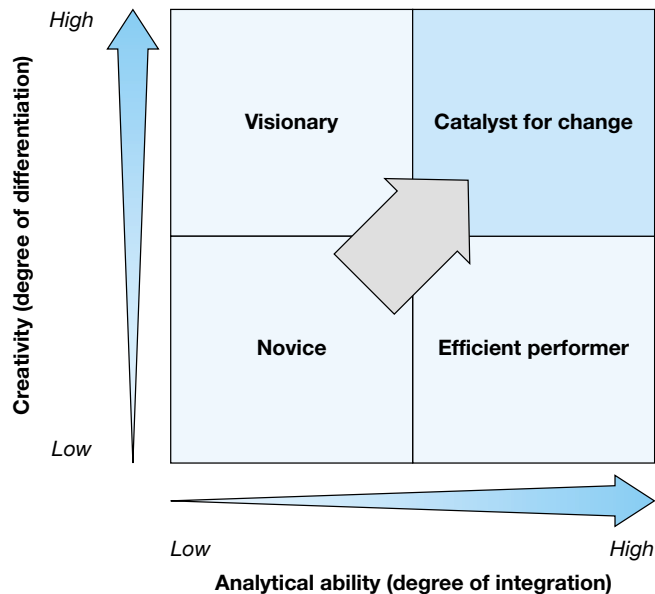 High
Creativity (degree of differentiation)
Visionary
Catalyst for change
Novice
Efficient performer
Low
Low
High
Analytical ability (degree of integration)